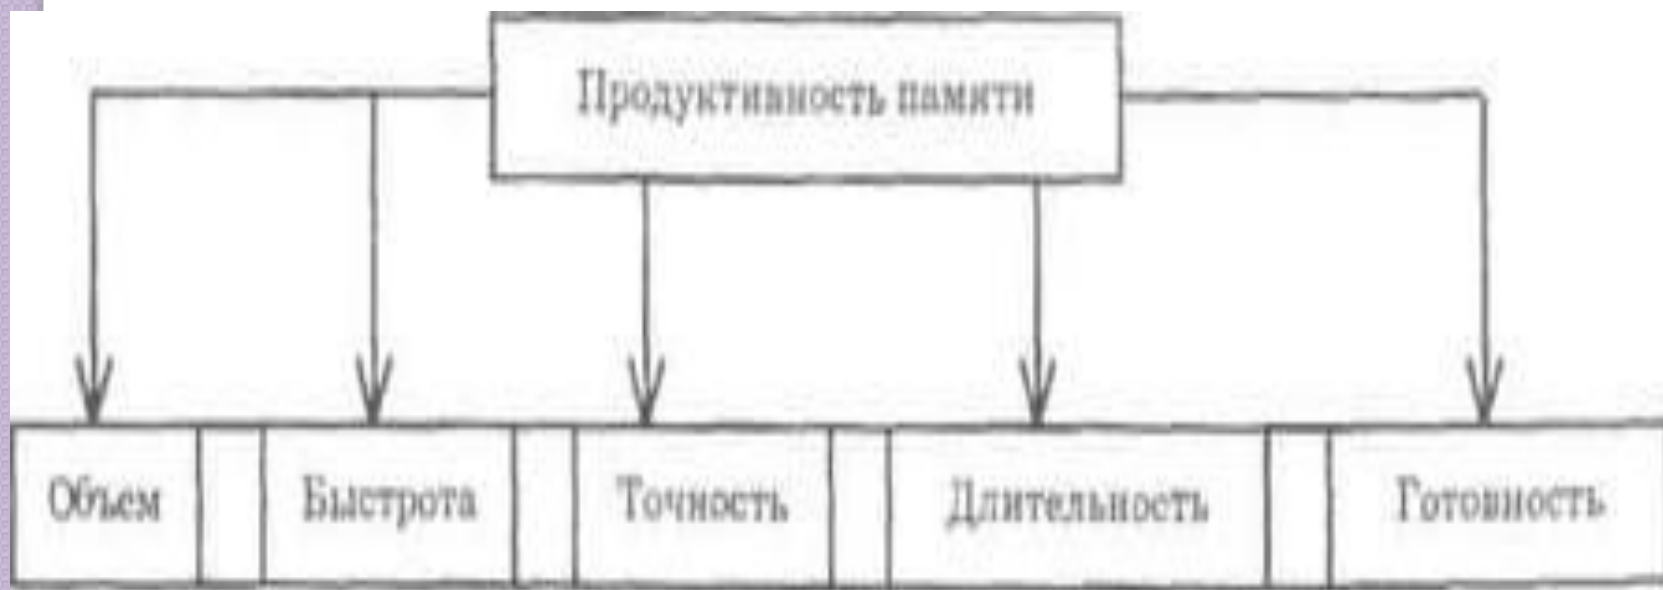 Продуктивность памяти
Объем
Быстрота
Точность
Длительность
Готовность